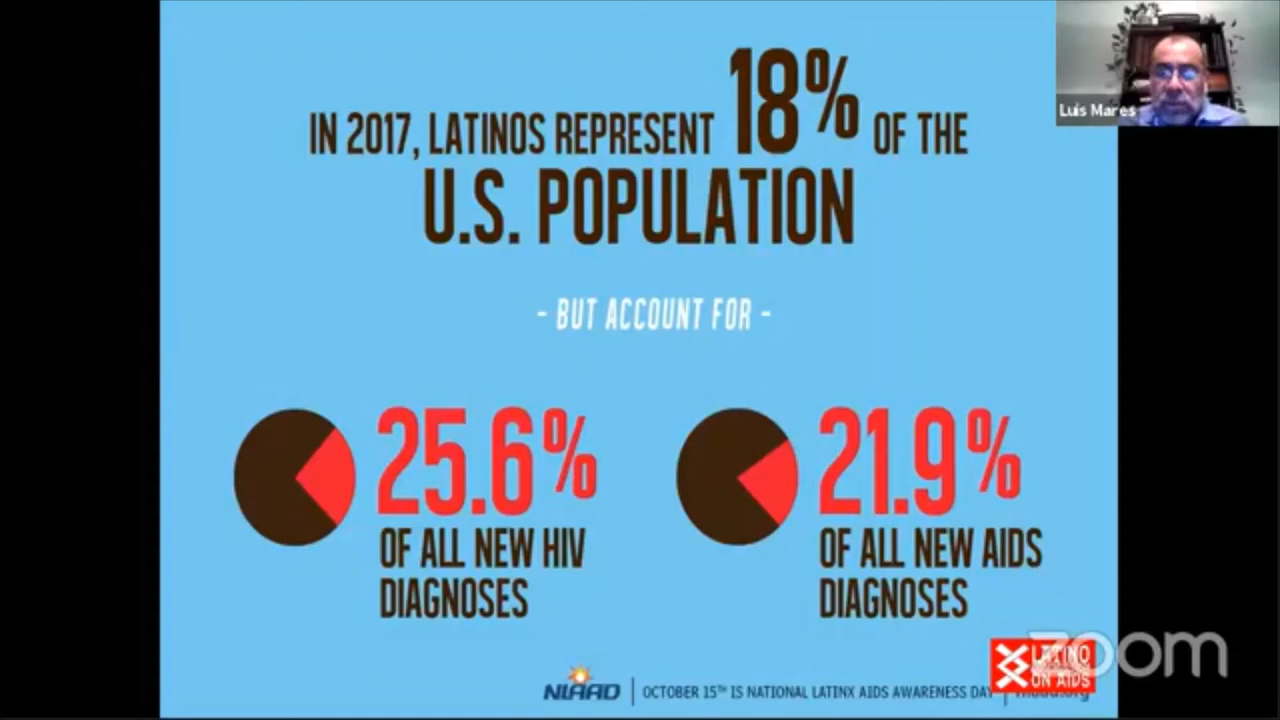 IN 2017, LATINOS REPRESENT 18% OF THE
U.S. POPULATION
- BUT ACCOUNT FOR -
25.6%
OF ALL NEW HIV
DIAGNOSES
21.9%
OF ALL NEW AIDS
DIAGNOSES
NLAAD | OCTOBER 15TH IS NATIONAL LATINX AIDS AWARENESS DAY |
LATINO
ON AIDS
zoom
Luis Mares